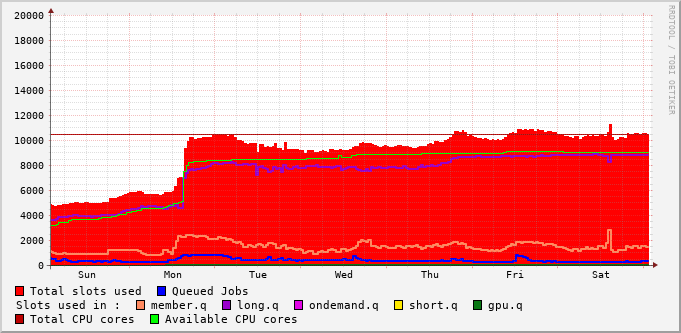 20000
18000
16000
14000
12000
10000
8000
6000
4000
2000
0
Sun Mon Tue Wed Thu Fri Sat
Total slots used Queued Jobs
Slots used in : member.q long.q ondemand.q short.q gpu.q
Total CPU cores Available CPU cores
RRDTOOL / TOBI OETIKER